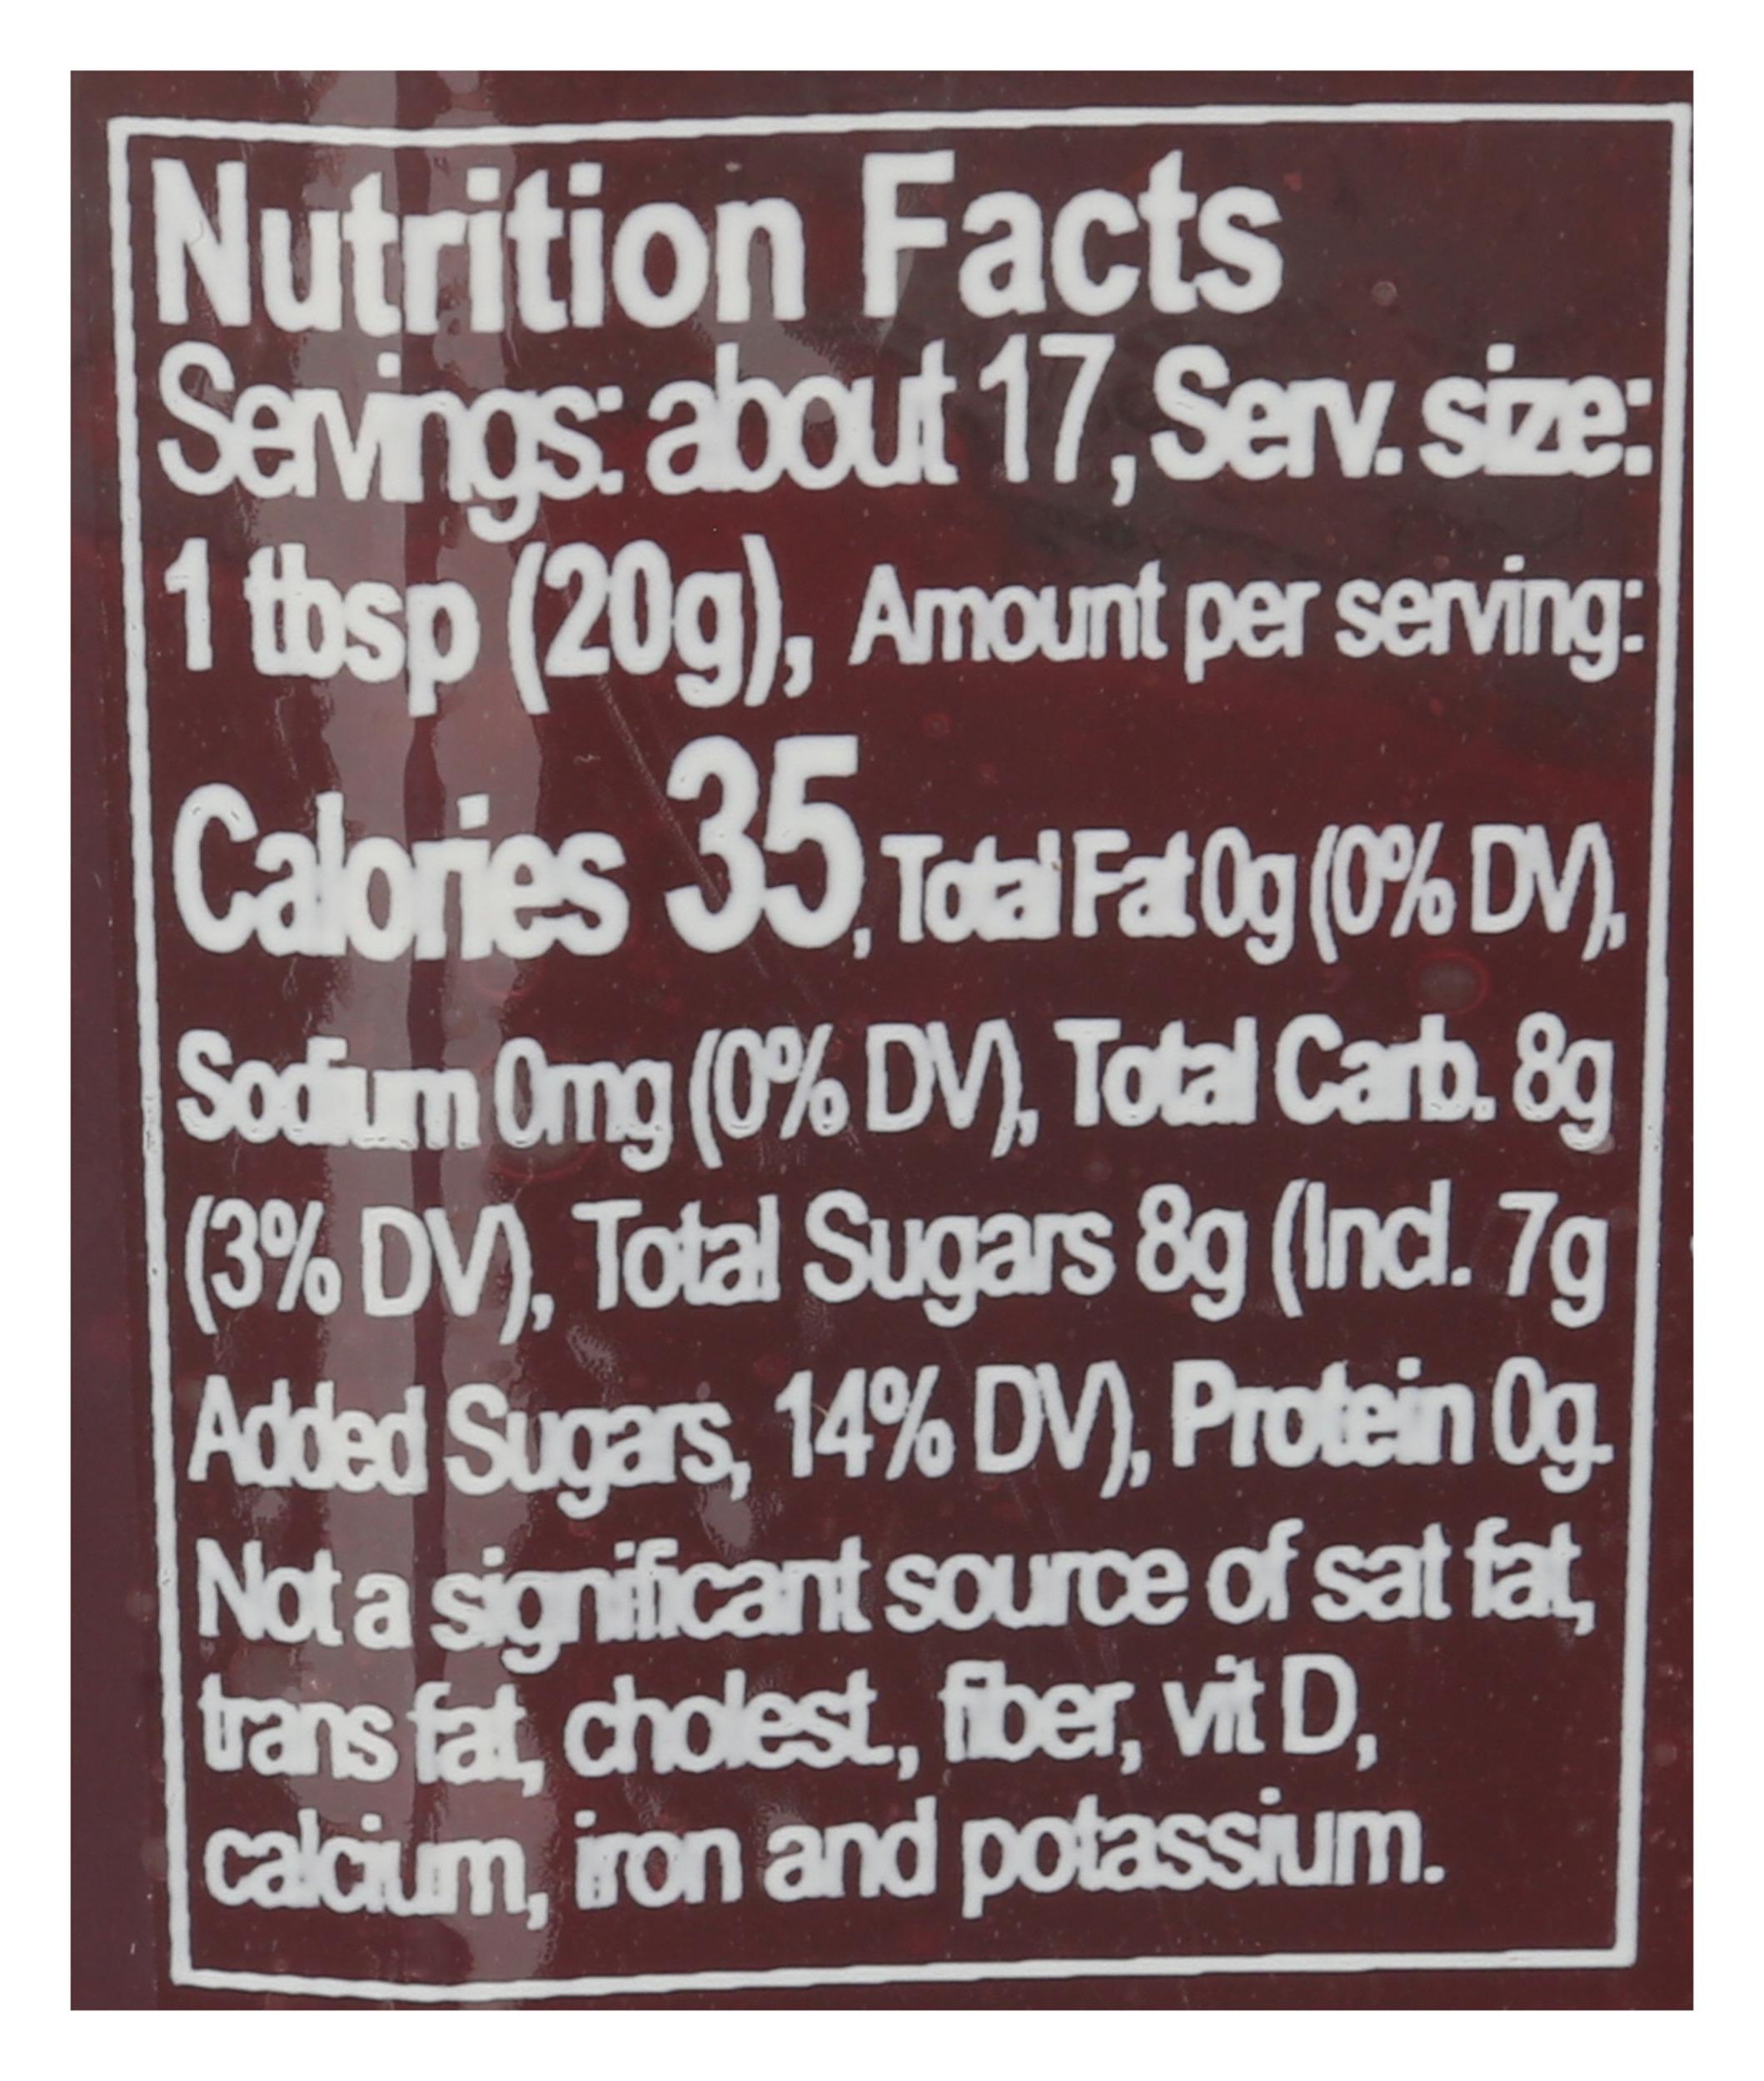 Nutrition Facts
Servings: about 17, Serv. size:
1 tbsp (20g), Amount per serving:
Calories 35, Total Fat 0g (0% DV),
Sodium 0mg (0% DV), Total Carb. 8g
(3% DV), Total Sugars 8g (Incl. 7g
Added Sugars, 14% DV), Protein 0g.
Not a significant source of sat fat,
trans fat, cholest., fiber, vit D,
calcium, iron and potassium.